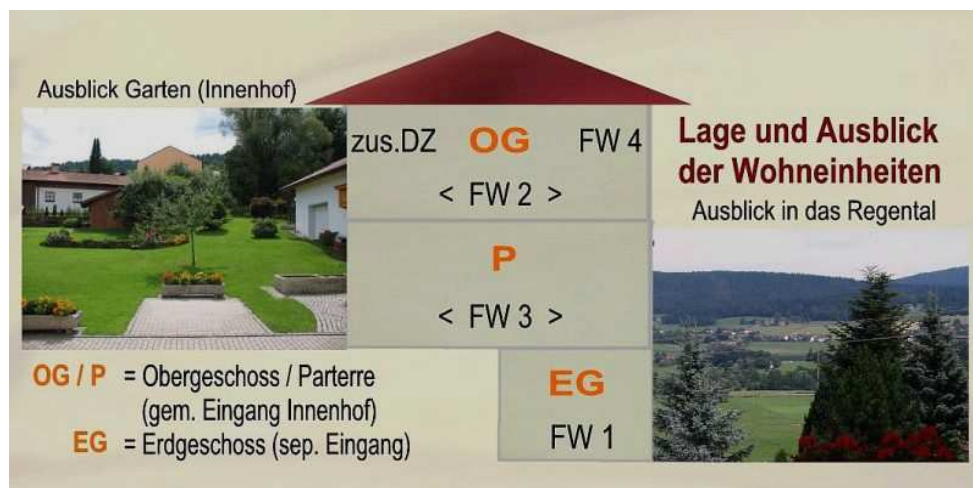 Ausblick Garten (Innenhof)
zus.DZ OG FW 4
< FW 2 >
P
< FW 3 >
EG
FW 1
Lage und Ausblick
der Wohneinheiten
Ausblick in das Regental
OG / P = Obergeschoss / Parterre
(gem. Eingang Innenhof)
EG = Erdgeschoss (sep. Eingang)